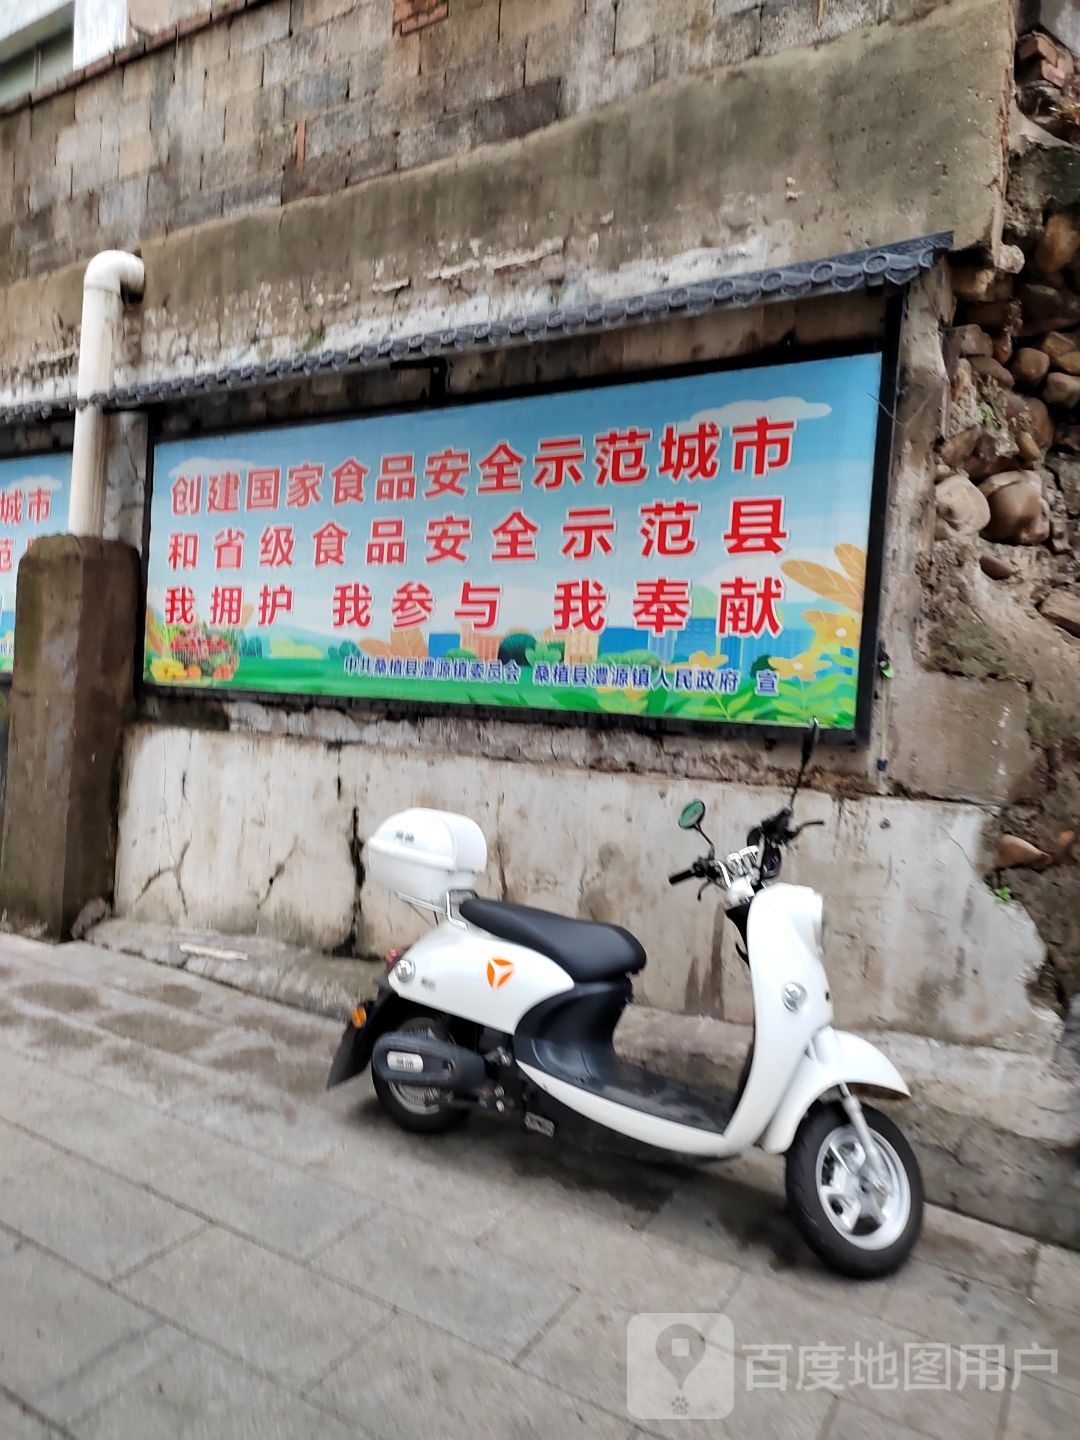 创建国家食品安全示范城市
和省级食品安全示范县
我拥护 我参与 我奉献
中共桑植县澧源镇委员会 桑植县澧源镇人民政府 宣
城市
范
百度地图用户